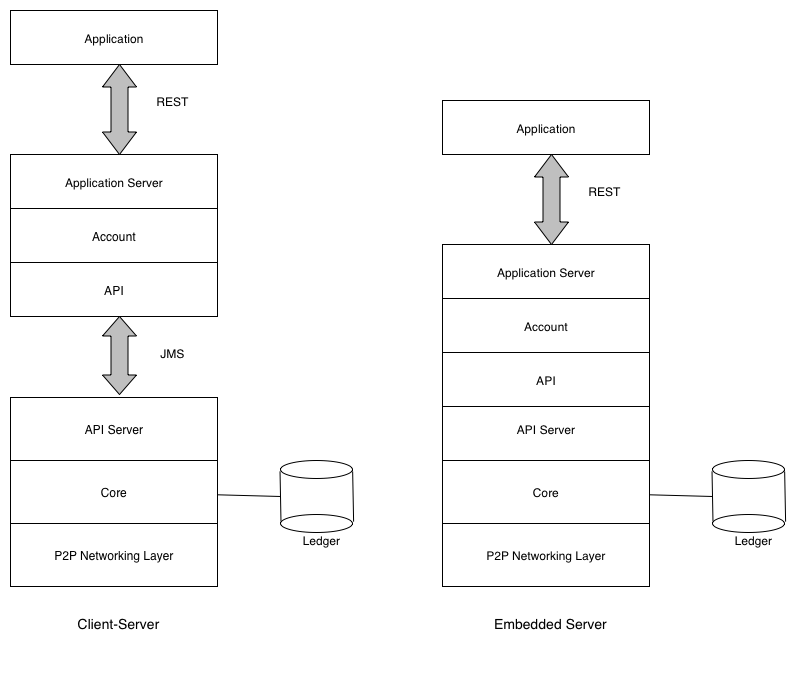 Application
REST
Application Server
Account
API
JMS
API Server
Core
P2P Networking Layer
Ledger
Client-Server
Application
REST
Application Server
Account
API
API Server
Core
P2P Networking Layer
Ledger
Embedded Server